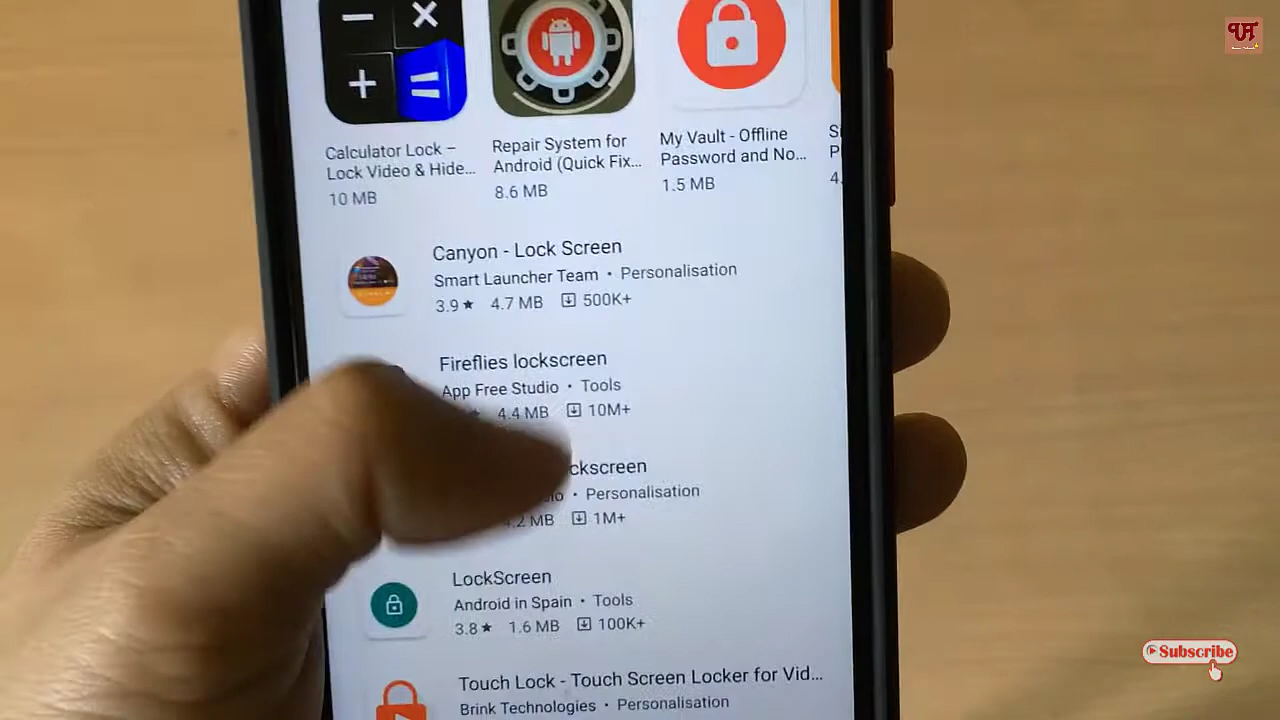 Calculator Lock –
Lock Video & Hide...
10 MB
Repair System for
Android (Quick Fix...
8.6 MB
My Vault - Offline
Password and No...
1.5 MB
Canyon - Lock Screen
Smart Launcher Team • Personalisation
3.9★ 4.7 MB 500K+
Fireflies lockscreen
App Free Studio • Tools
4.4 MB 10M+
ckscreen
• Personalisation
4.2 MB 1M+
LockScreen
Android in Spain • Tools
3.8★ 1.6 MB 100K+
Touch Lock - Touch Screen Locker for Vid...
Brink Technologies • Personalisation
Subscribe